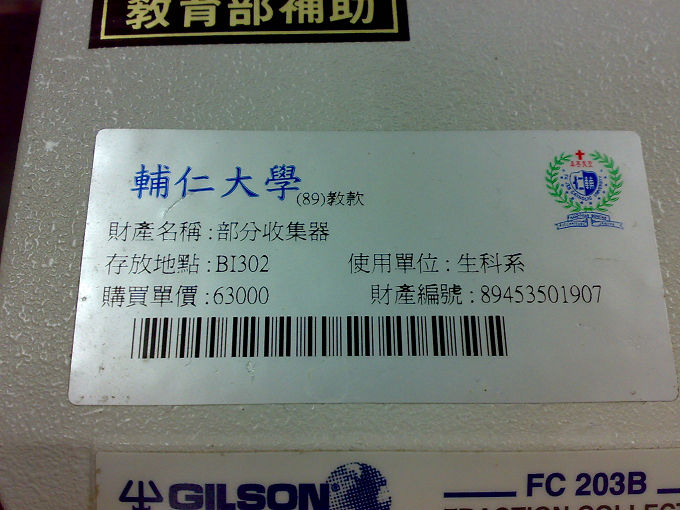 教育部補助
輔仁大學 (89)教款
財產名稱 : 部分收集器
存放地點 : BI302 使用單位 : 生科系
購買單價 : 63000 財產編號 : 89453501907
GILSON FC 203B